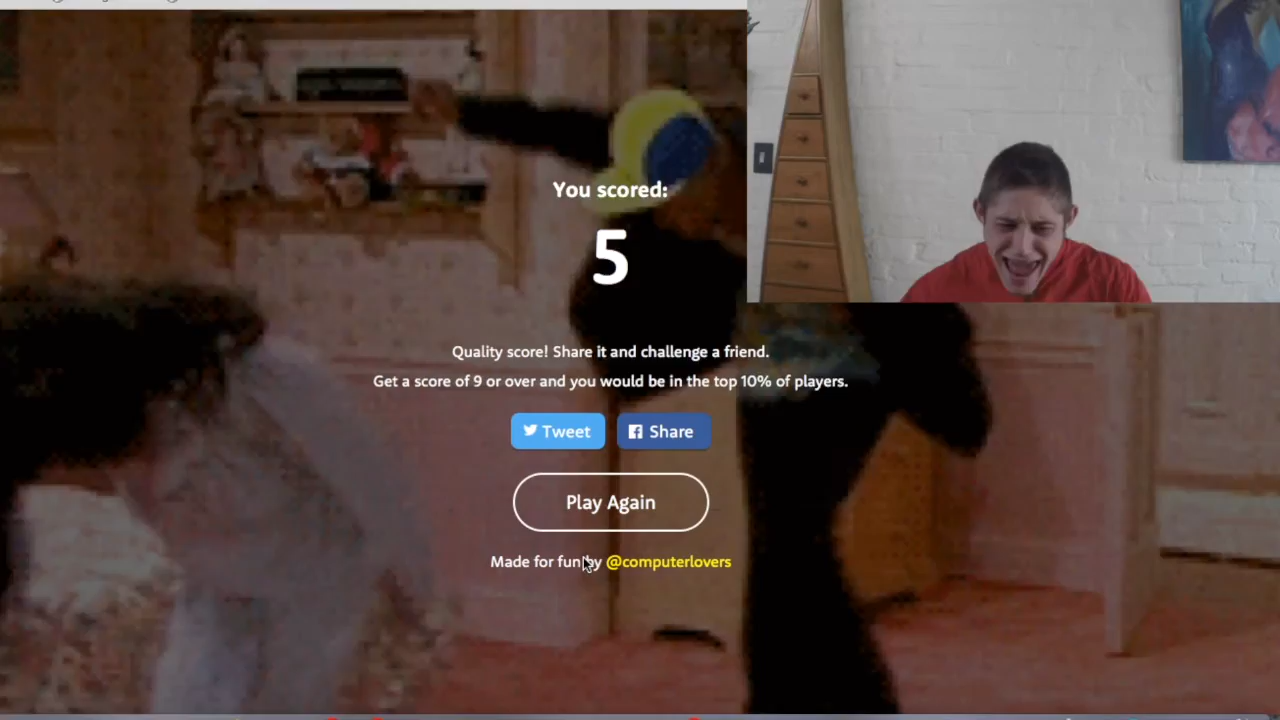 You scored:
5
Quality score! Share it and challenge a friend.
Get a score of 9 or over and you would be in the top 10% of players.
Tweet
Share
Play Again
Made for fun by @computerlovers